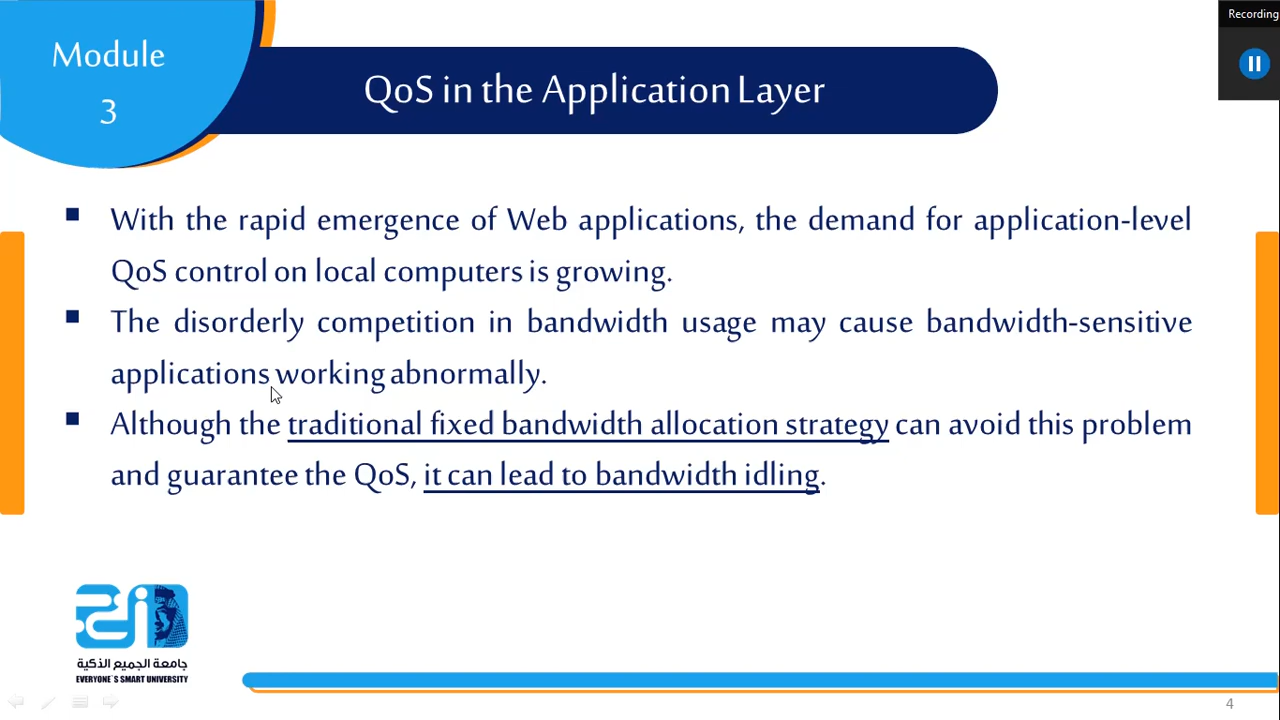 Recording
Module
3
QoS in the Application Layer
With the rapid emergence of Web applications, the demand for application-level
QoS control on local computers is growing.
The disorderly competition in bandwidth usage may cause bandwidth-sensitive
applications working abnormally.
Although the traditional fixed bandwidth allocation strategy can avoid this problem
and guarantee the QoS, it can lead to bandwidth idling.
جامعة الجميع الذكية
EVERYONE`S SMART UNIVERSITY
4